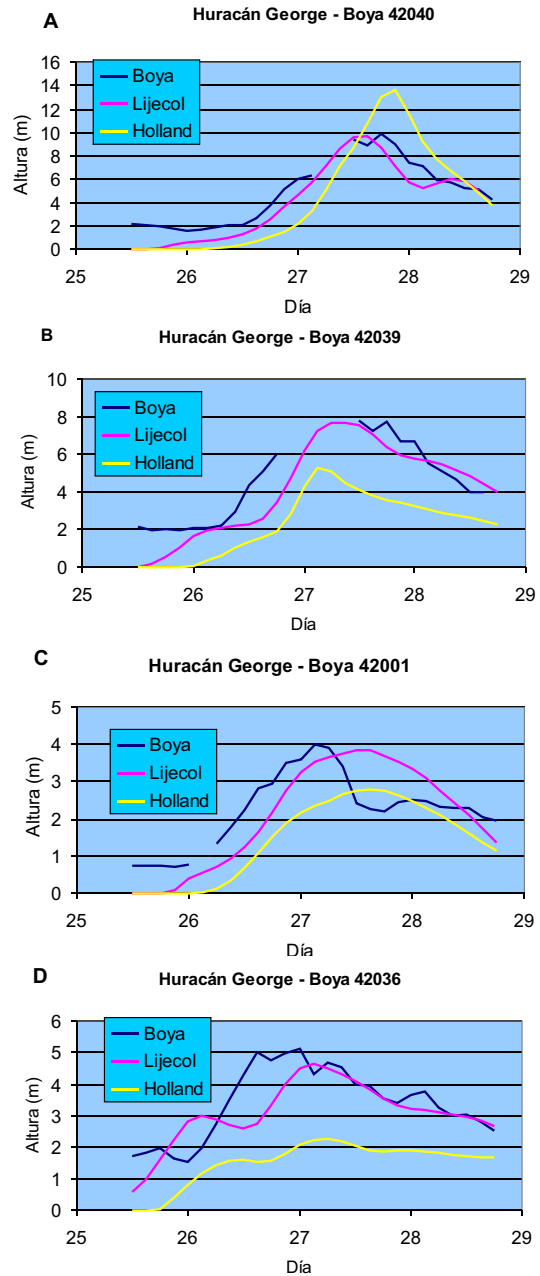 A
Huracán George - Boya 42040
Altura (m)
16
14
12
10
8
6
4
2
0
Boya
Lijecol
Holland
25 26 27 28 29
Día
B
Huracán George - Boya 42039
Altura (m)
10
8
6
4
2
0
Boya
Lijecol
Holland
25 26 27 28 29
Día
C
Huracán George - Boya 42001
Altura (m)
5
4
3
2
1
0
Boya
Lijecol
Holland
25 26 27 28 29
Día
D
Huracán George - Boya 42036
Altura (m)
6
5
4
3
2
1
0
Boya
Lijecol
Holland
25 26 27 28 29
Día